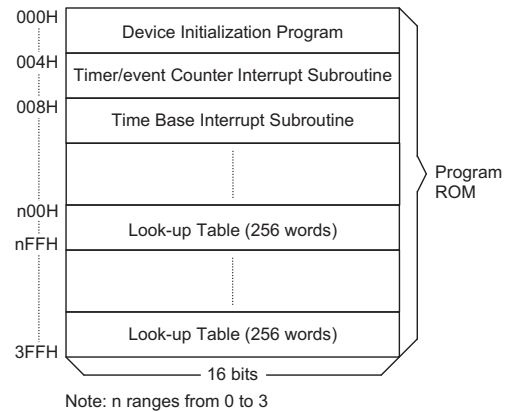 000H
Device Initialization Program
004H
Timer/event Counter Interrupt Subroutine
008H
Time Base Interrupt Subroutine
Program
ROM
n00H
Look-up Table (256 words)
nFFH
Look-up Table (256 words)
3FFH
16 bits
Note: n ranges from 0 to 3